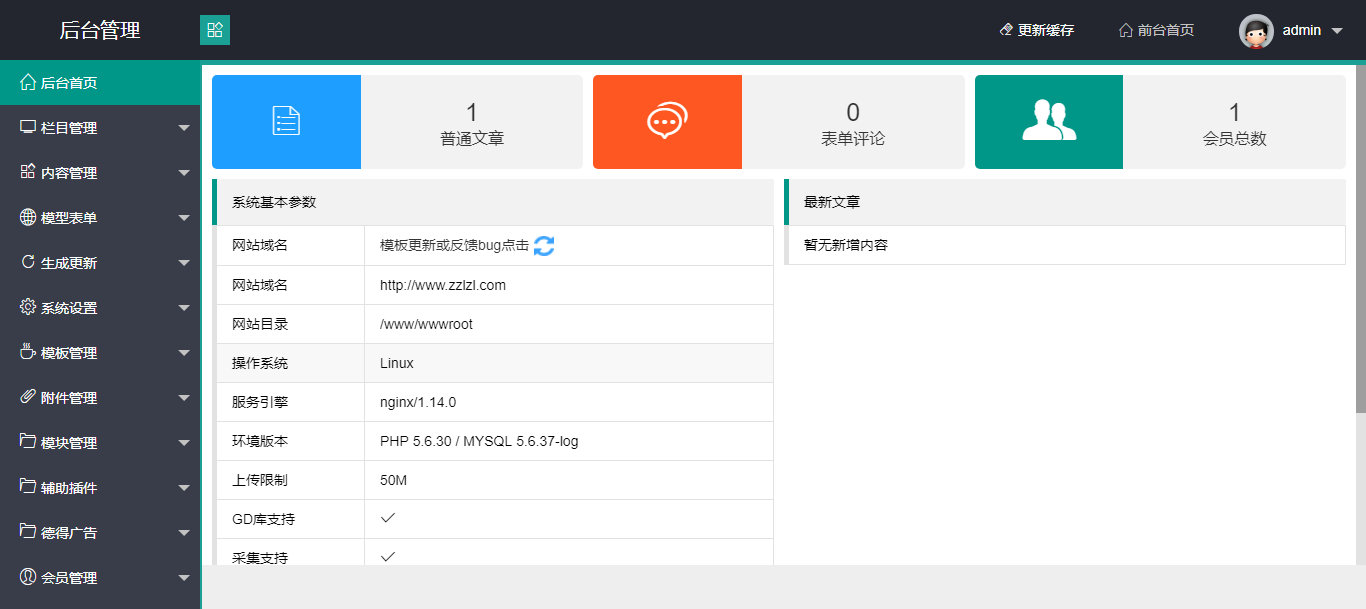 后台管理
更新缓存
前台首页
admin
后台首页
栏目管理
内容管理
模型表单
生成更新
系统设置
模板管理
附件管理
模块管理
辅助插件
德得广告
会员管理
1
普通文章
0
表单评论
1
会员总数
系统基本参数
网站域名 模板更新或反馈bug点击
网站域名 http://www.zzlzl.com
网站目录 /www/wwwroot
操作系统 Linux
服务引擎 nginx/1.14.0
环境版本 PHP 5.6.30 / MYSQL 5.6.37-log
上传限制 50M
GD库支持
采集支持
最新文章
暂无新增内容